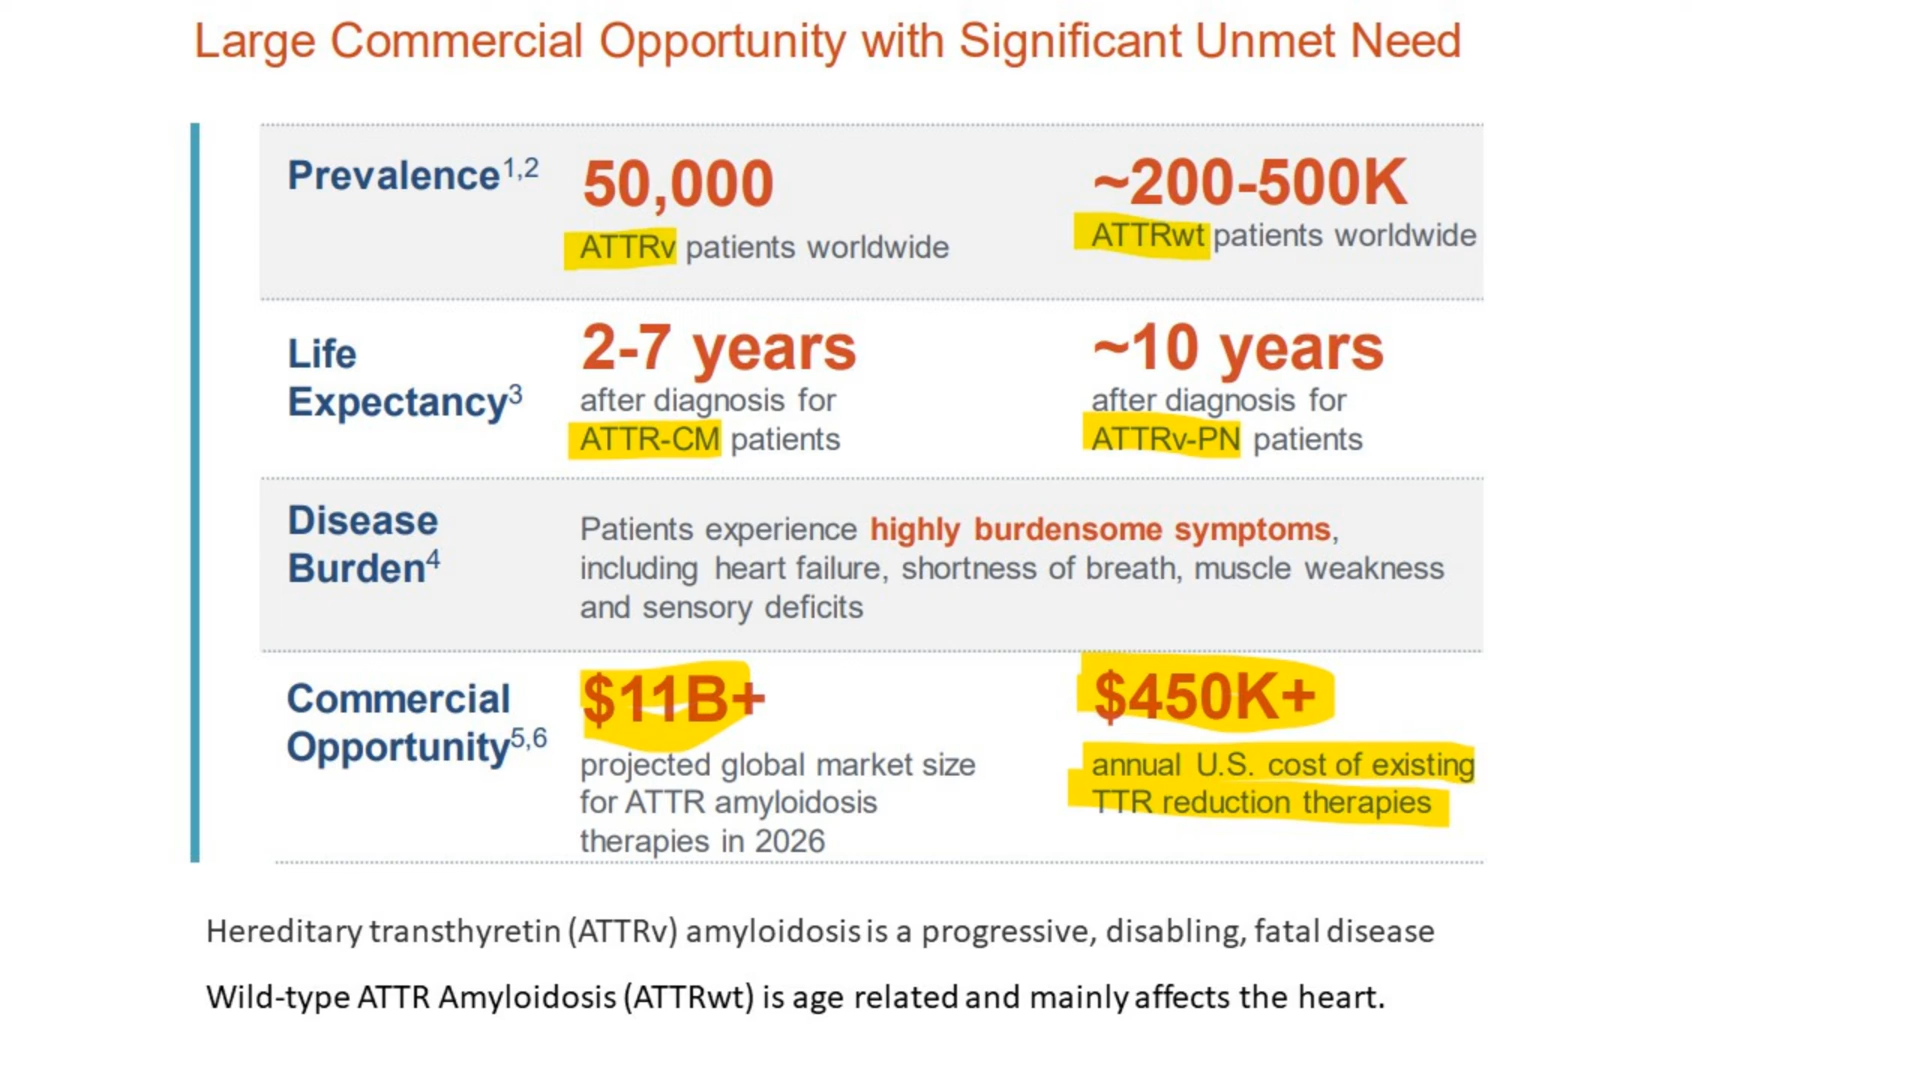 Large Commercial Opportunity with Significant Unmet Need
Prevalence1,2
50,000
ATTRv patients worldwide
~200-500K
ATTRwt patients worldwide
Life
Expectancy3
2-7 years
after diagnosis for
ATTR-CM patients
~10 years
after diagnosis for
ATTRv-PN patients
Disease
Burden4
Patients experience highly burdensome symptoms,
including heart failure, shortness of breath, muscle weakness
and sensory deficits
Commercial
Opportunity5,6
$11B+
projected global market size
for ATTR amyloidosis
therapies in 2026
$450K+
annual U.S. cost of existing
TTR reduction therapies
Hereditary transthyretin (ATTRv) amyloidosis is a progressive, disabling, fatal disease
Wild-type ATTR Amyloidosis (ATTRwt) is age related and mainly affects the heart.